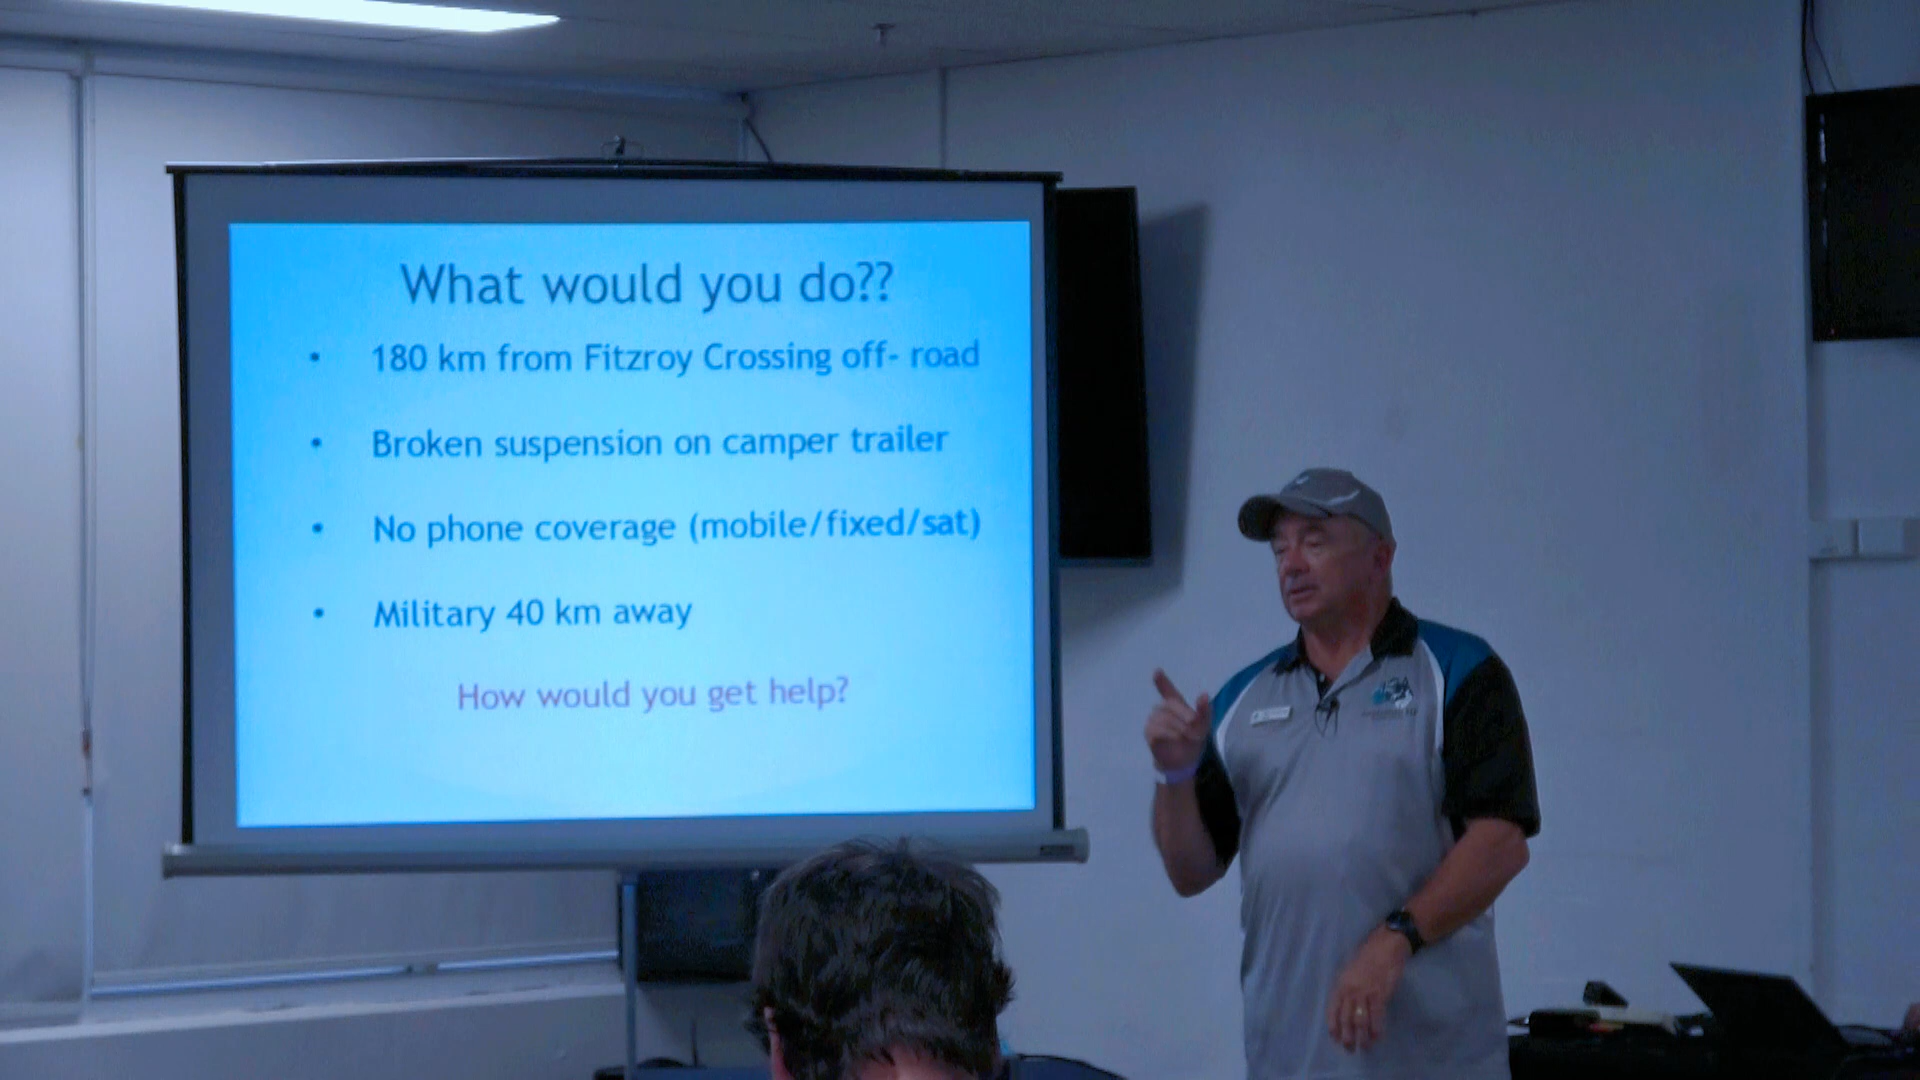 What would you do??
• 180 km from Fitzroy Crossing off- road
• Broken suspension on camper trailer
• No phone coverage (mobile/fixed/sat)
• Military 40 km away
How would you get help?